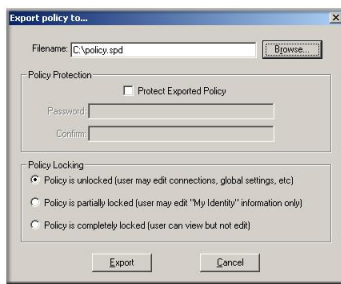 Export policy to...
Filename: C:\policy.spd Browse...
Policy Protection
Protect Exported Policy
Password:
Confirm:
Policy Locking
Policy is unlocked (user may edit connections, global settings, etc)
Policy is partially locked (user may edit "My Identity" information only)
Policy is completely locked (user can view but not edit)
Export Cancel